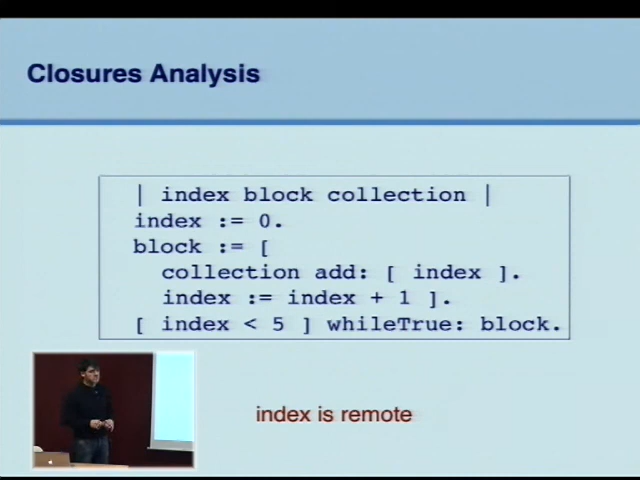 Closures Analysis
| index block collection |
index := 0.
block := [
collection add: [ index ].
index := index + 1 ].
[ index < 5 ] whileTrue: block.
index is remote